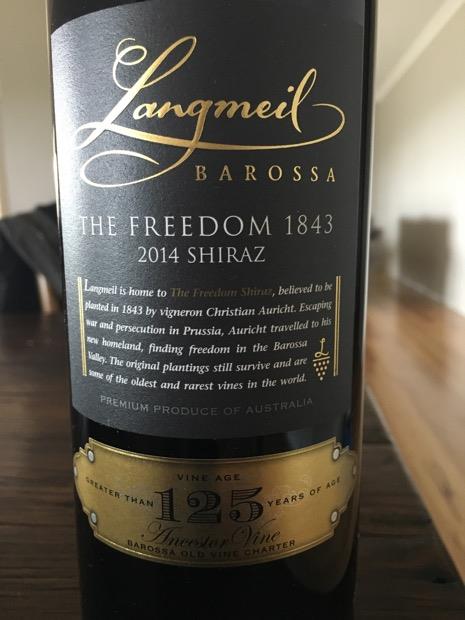 Langmeil
BAROSSA
THE FREEDOM 1843
2014 SHIRAZ
Langmeil is home to The Freedom Shiraz, believed to be
planted in 1843 by vigneron Christian Auricht. Escaping
war and persecution in Prussia, Auricht travelled to his
new homeland, finding freedom in the Barossa
Valley. The original plantings still survive and are
some of the oldest and rarest vines in the world.
L
PREMIUM PRODUCE OF AUSTRALIA
VINE AGE
GREATER THAN 125 YEARS OF AGE
Ancestor Vine
BAROSSA OLD VINE CHARTER